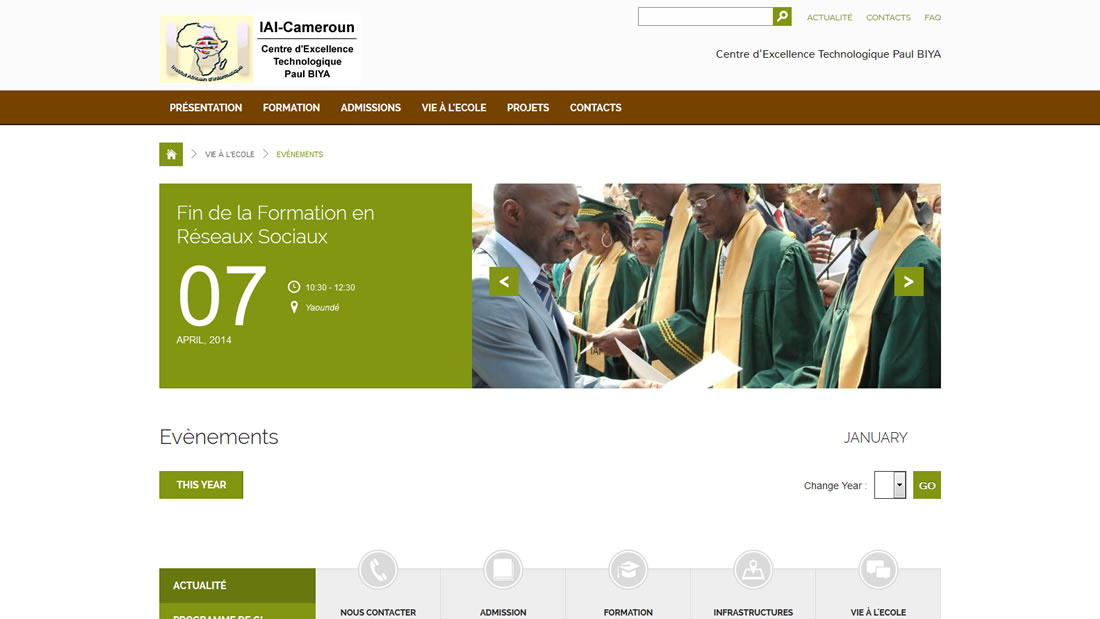 IAI-Cameroun
Centre d'Excellence
Technologique
Paul BIYA
Institut Africain d'Informatique
ACTUALITÉ CONTACTS FAQ
Centre d'Excellence Technologique Paul BIYA
PRÉSENTATION FORMATION ADMISSIONS VIE À L'ECOLE PROJETS CONTACTS
VIE À L'ECOLE EVÈNEMENTS
Fin de la Formation en
Réseaux Sociaux
07
10:30 - 12:30
Yaoundé
APRIL, 2014
< >
IAI
Evènements
JANUARY
THIS YEAR
Change Year : GO
ACTUALITÉ
NOUS CONTACTER ADMISSION FORMATION INFRASTRUCTURES VIE À L'ECOLE